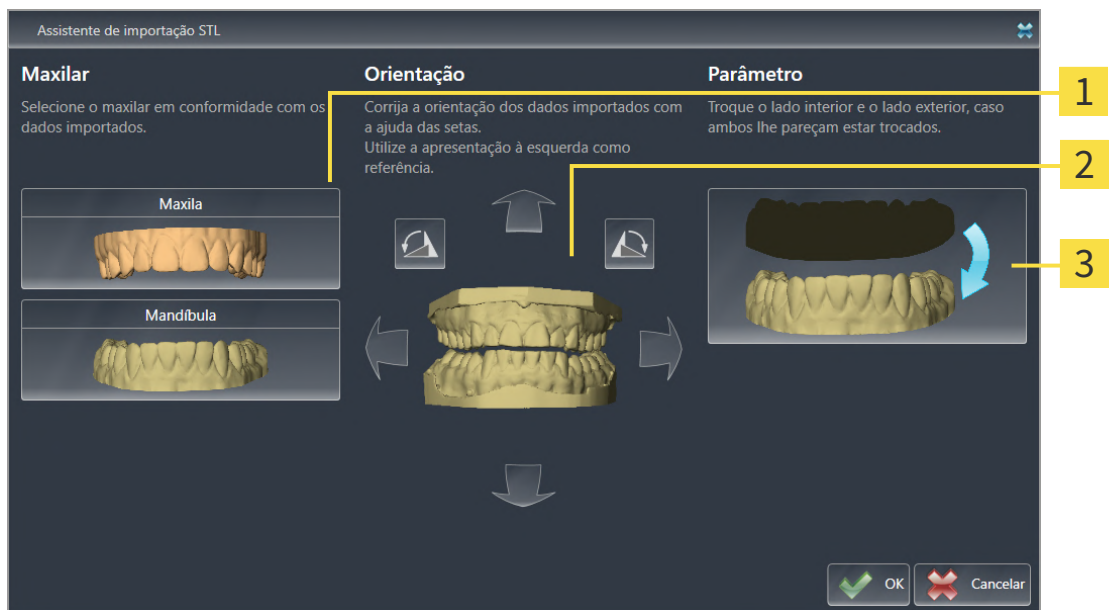 Assistente de importação STL
Maxilar
Selecione o maxilar em conformidade com os
dados importados.
Maxila
Mandíbula
Orientação
Corrija a orientação dos dados importados com
a ajuda das setas.
Utilize a apresentação à esquerda como
referência.
Parâmetro
Troque o lado interior e o lado exterior, caso
ambos lhe pareçam estar trocados.
OK
Cancelar
1
2
3